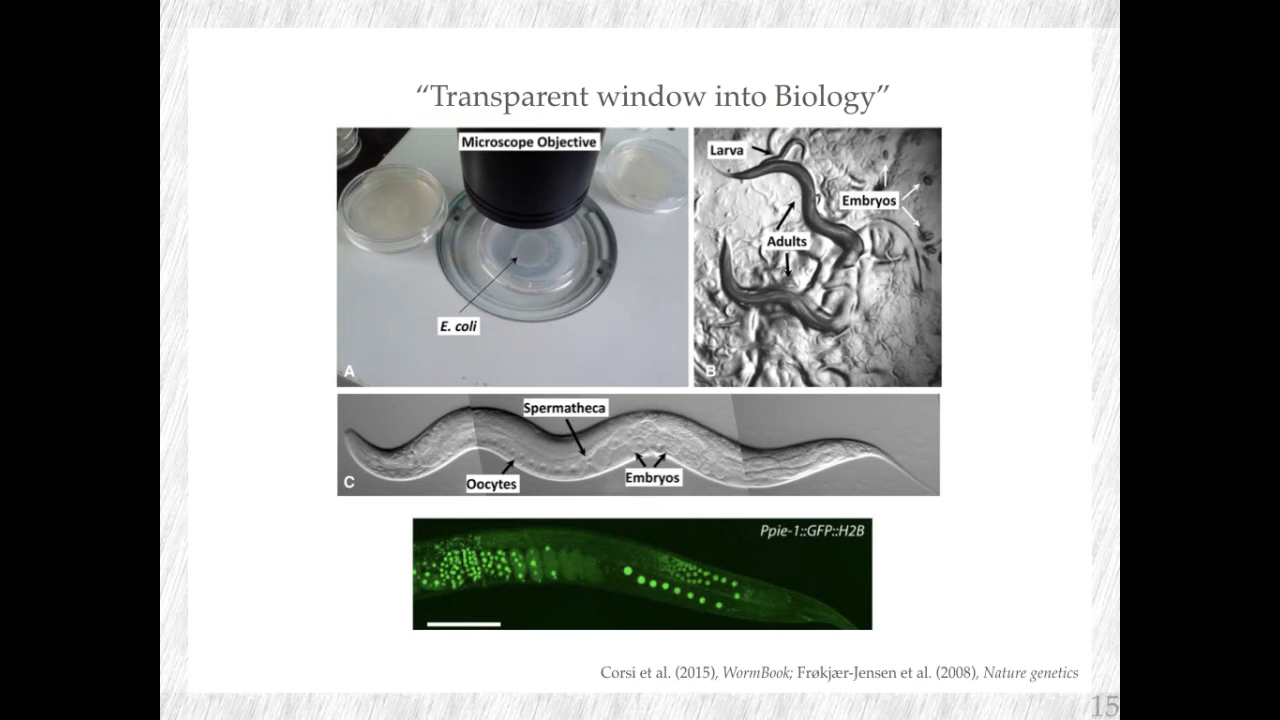 “Transparent window into Biology”
Microscope Objective
E. coli
A
Larva
Embryos
Adults
B
Spermatheca
Oocytes
Embryos
C
Ppie-1::GFP::H2B
Corsi et al. (2015), WormBook; Frøkjær-Jensen et al. (2008), Nature genetics
15